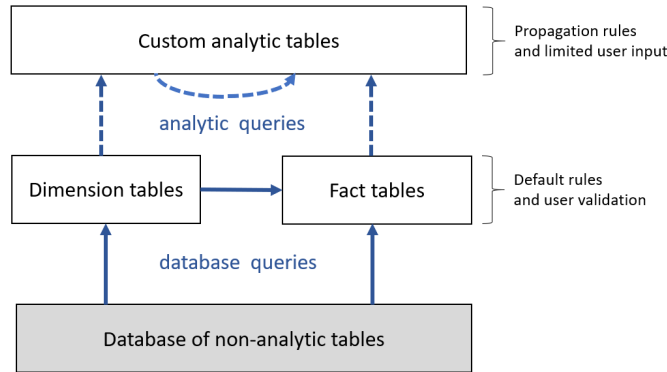 Custom analytic tables
Propagation rules
and limited user input
analytic queries
Dimension tables
Fact tables
Default rules
and user validation
database queries
Database of non-analytic tables